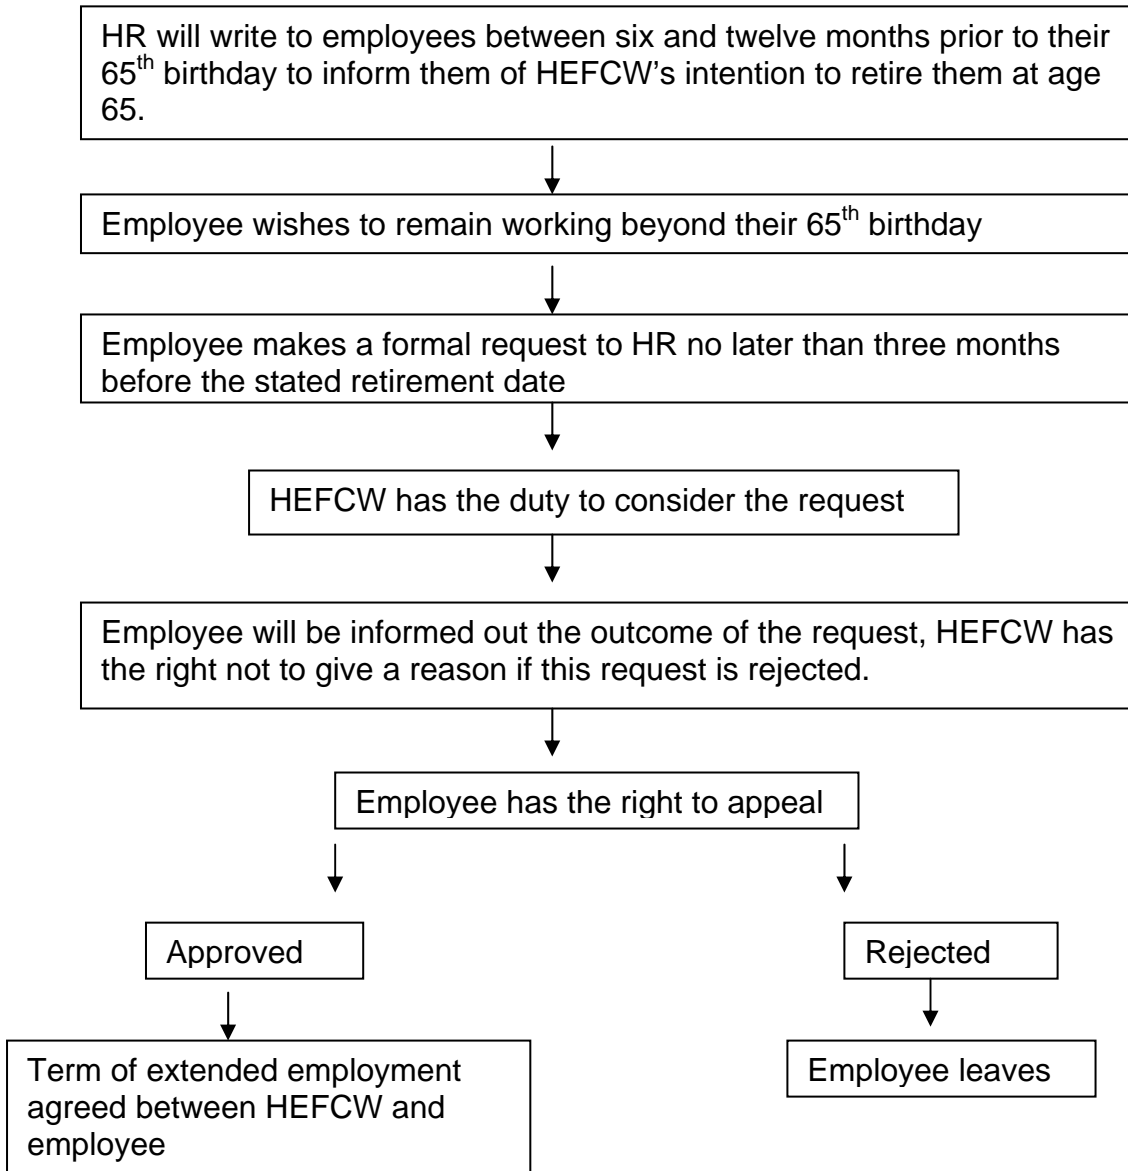 HR will write to employees between six and twelve months prior to their
65th birthday to inform them of HEFCW's intention to retire them at age
65.
Employee wishes to remain working beyond their 65th birthday
Employee makes a formal request to HR no later than three months
before the stated retirement date
HEFCW has the duty to consider the request
Employee will be informed out the outcome of the request, HEFCW has
the right not to give a reason if this request is rejected.
Employee has the right to appeal
Approved
Rejected
Term of extended employment
agreed between HEFCW and
employee
Employee leaves